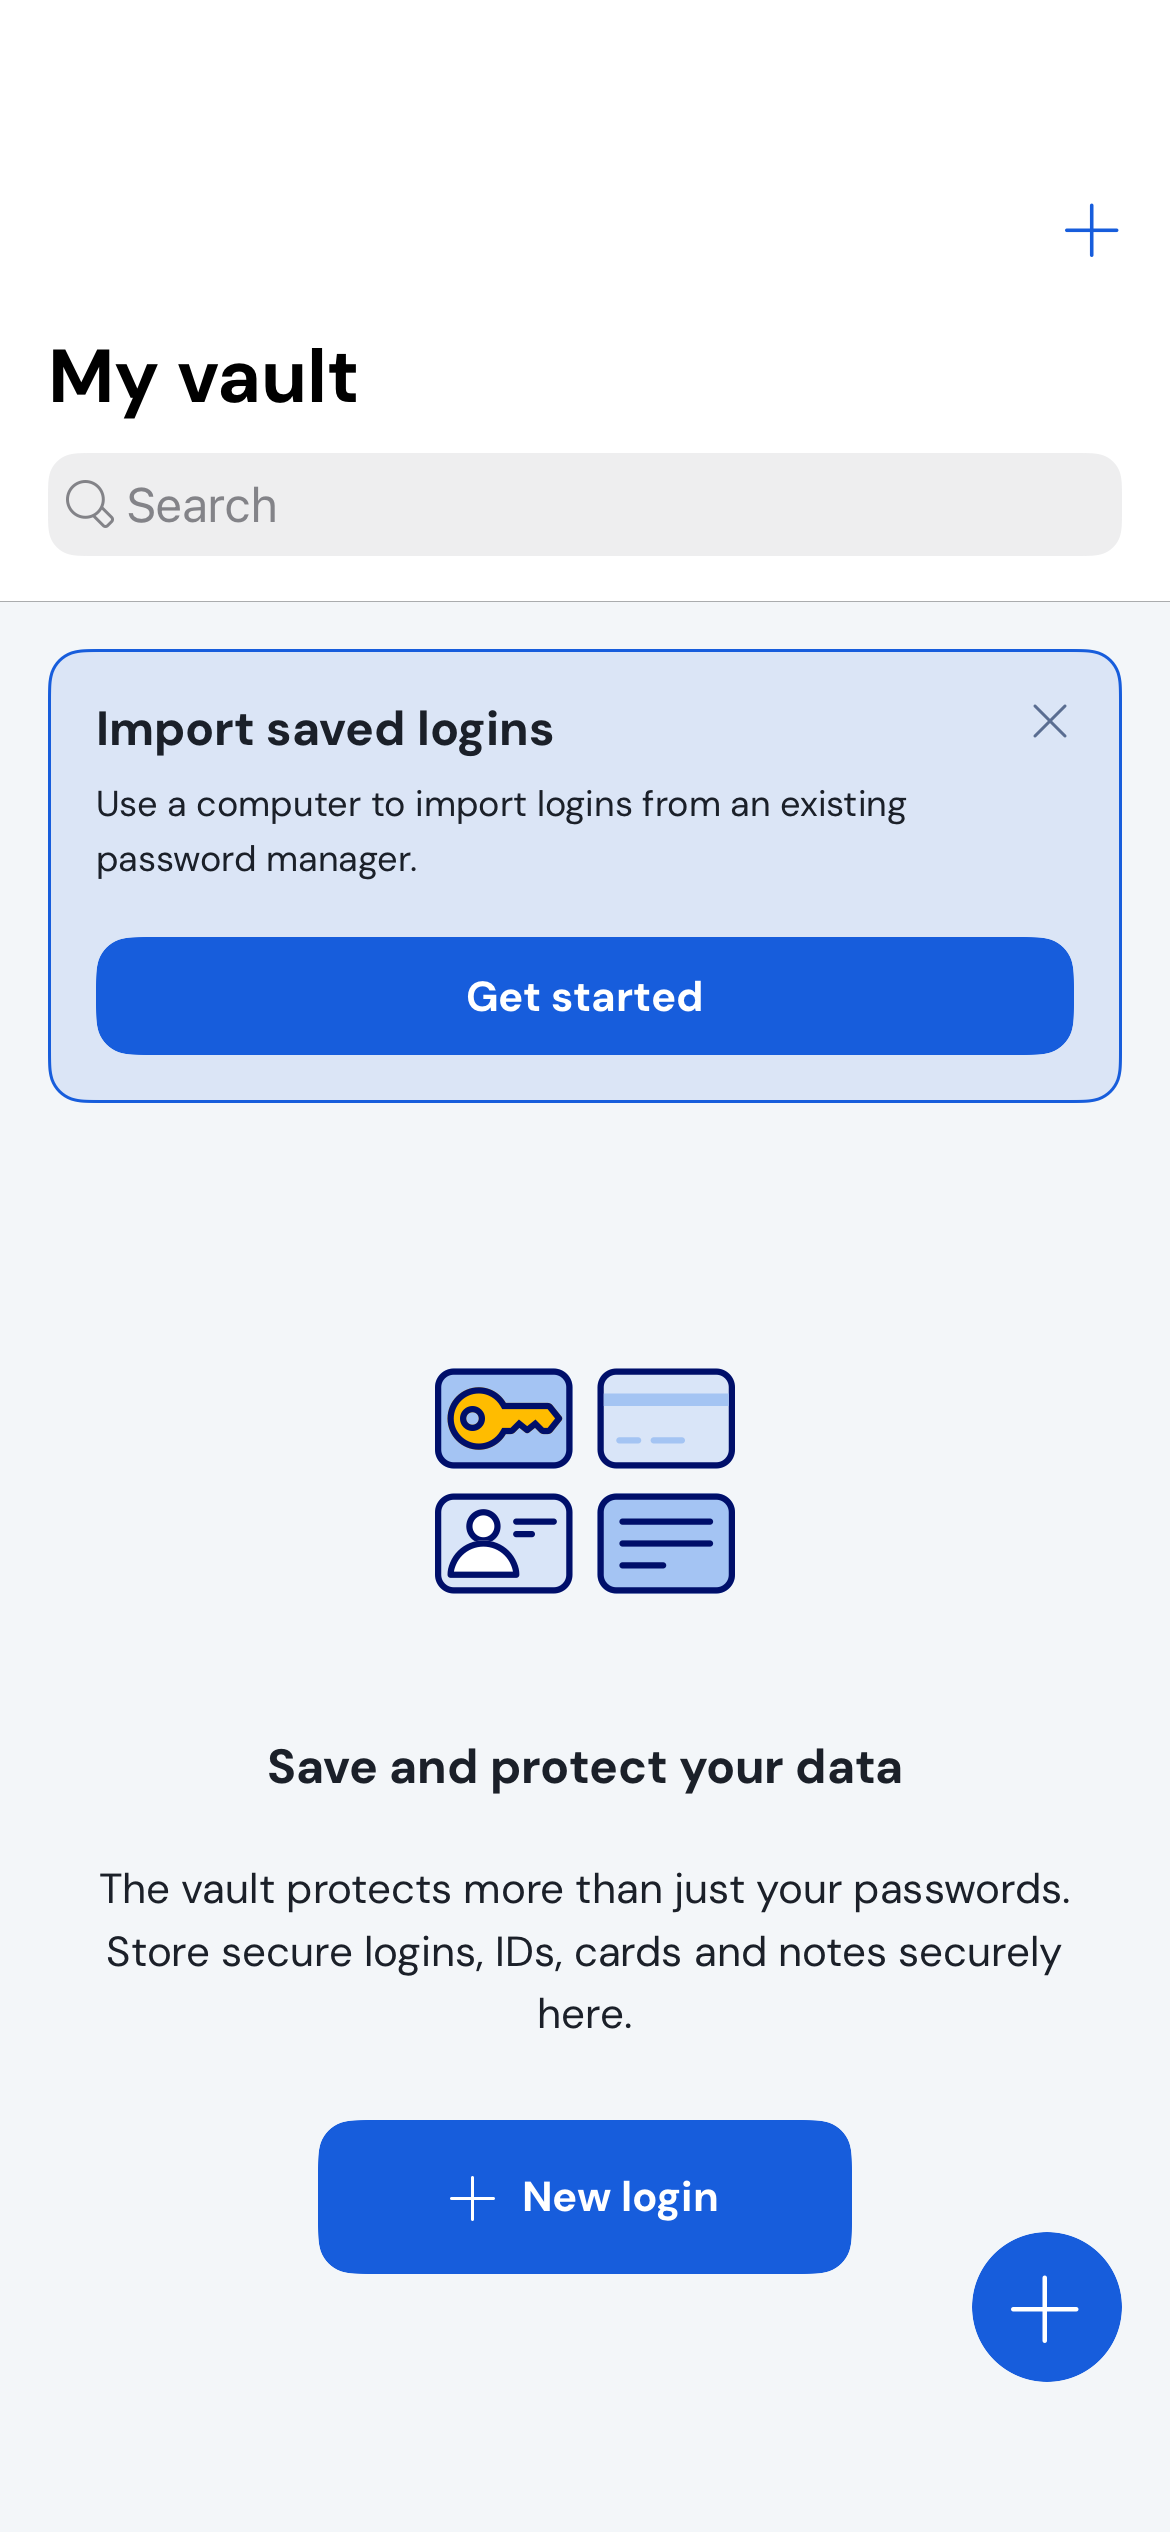 My vault
Search
Import saved logins
Use a computer to import logins from an existing
password manager.
Get started
Save and protect your data
The vault protects more than just your passwords.
Store secure logins, IDs, cards and notes securely
here.
New login